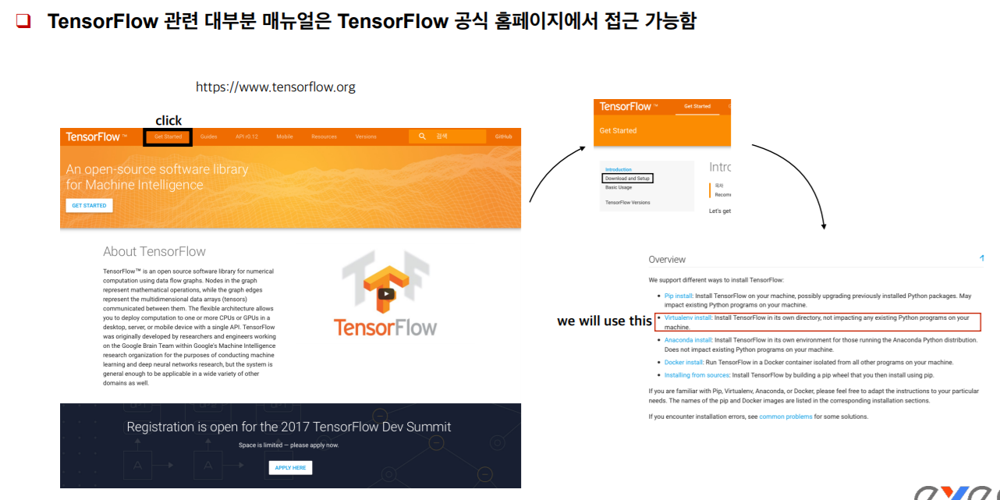 TensorFlow 관련 대부분 매뉴얼은 TensorFlow 공식 홈페이지에서 접근 가능함
https://www.tensorflow.org
click
TensorFlow ™ Get Started Guides API r0.12 Mobile Resources Versions 검색 GitHub
An open-source software library
for Machine Intelligence
GET STARTED
About TensorFlow
TensorFlow™ is an open source software library for numerical
computation using data flow graphs. Nodes in the graph
represent mathematical operations, while the graph edges
represent the multidimensional data arrays (tensors)
communicated between them. The flexible architecture allows
you to deploy computation to one or more CPUs or GPUs in a
desktop, server, or mobile device with a single API. TensorFlow
was originally developed by researchers and engineers working
on the Google Brain Team within Google's Machine Intelligence
research organization for the purposes of conducting machine
learning and deep neural networks research, but the system is
general enough to be applicable in a wide variety of other
domains as well.
TensorFlow
Registration is open for the 2017 TensorFlow Dev Summit
Space is limited — please apply now.
A A
APPLY HERE
TensorFlow ™ Get Started
Get Started
Introduction
Download and Setup
Basic Usage
TensorFlow Versions
Intro
목차
Recom
Let's get
Overview
We support different ways to install TensorFlow:
• Pip install: Install TensorFlow on your machine, possibly upgrading previously installed Python packages. May
impact existing Python programs on your machine.
we will use this
• Virtualenv install: Install TensorFlow in its own directory, not impacting any existing Python programs on your
machine.
• Anaconda install: Install TensorFlow in its own environment for those running the Anaconda Python distribution.
Does not impact existing Python programs on your machine.
• Docker install: Run TensorFlow in a Docker container isolated from all other programs on your machine.
• Installing from sources: Install TensorFlow by building a pip wheel that you then install using pip.
If you are familiar with Pip, Virtualenv, Anaconda, or Docker, please feel free to adapt the instructions to your particular
needs. The names of the pip and Docker images are listed in the corresponding installation sections.
If you encounter installation errors, see common problems for some solutions.